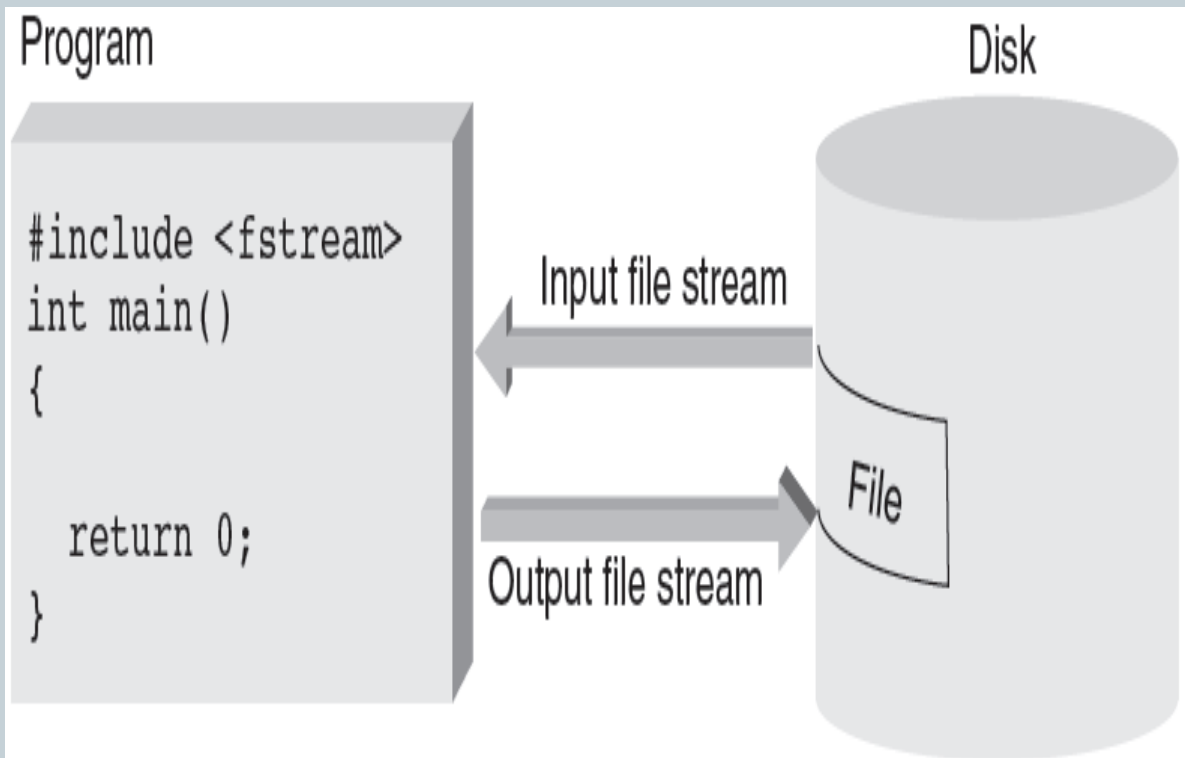 Program
#include <fstream>
int main()
{
return 0;
}
Input file stream
Output file stream
Disk
File